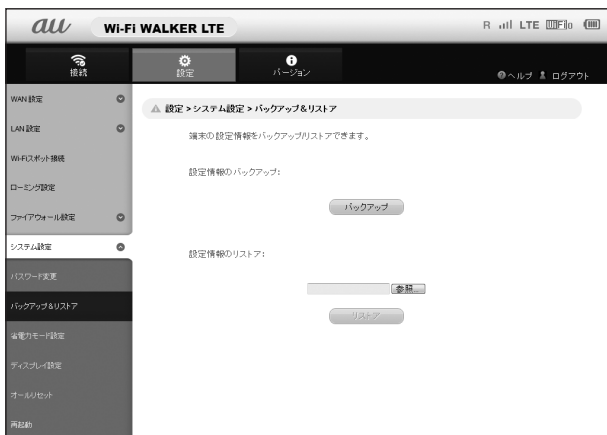 au Wi-Fi WALKER LTE
R LTE
接続
設定
バージョン
ヘルプ ログアウト
WAN 設定
LAN 設定
Wi-Fiスポット接続
ローミング設定
ファイアウォール設定
システム設定
パスワード変更
バックアップ&リストア
省電力モード設定
ディスプレイ設定
オールリセット
再起動
設定 > システム設定 > バックアップ&リストア
端末の設定情報をバックアップ/リストアできます。
設定情報のバックアップ:
バックアップ
設定情報のリストア:
参照...
リストア